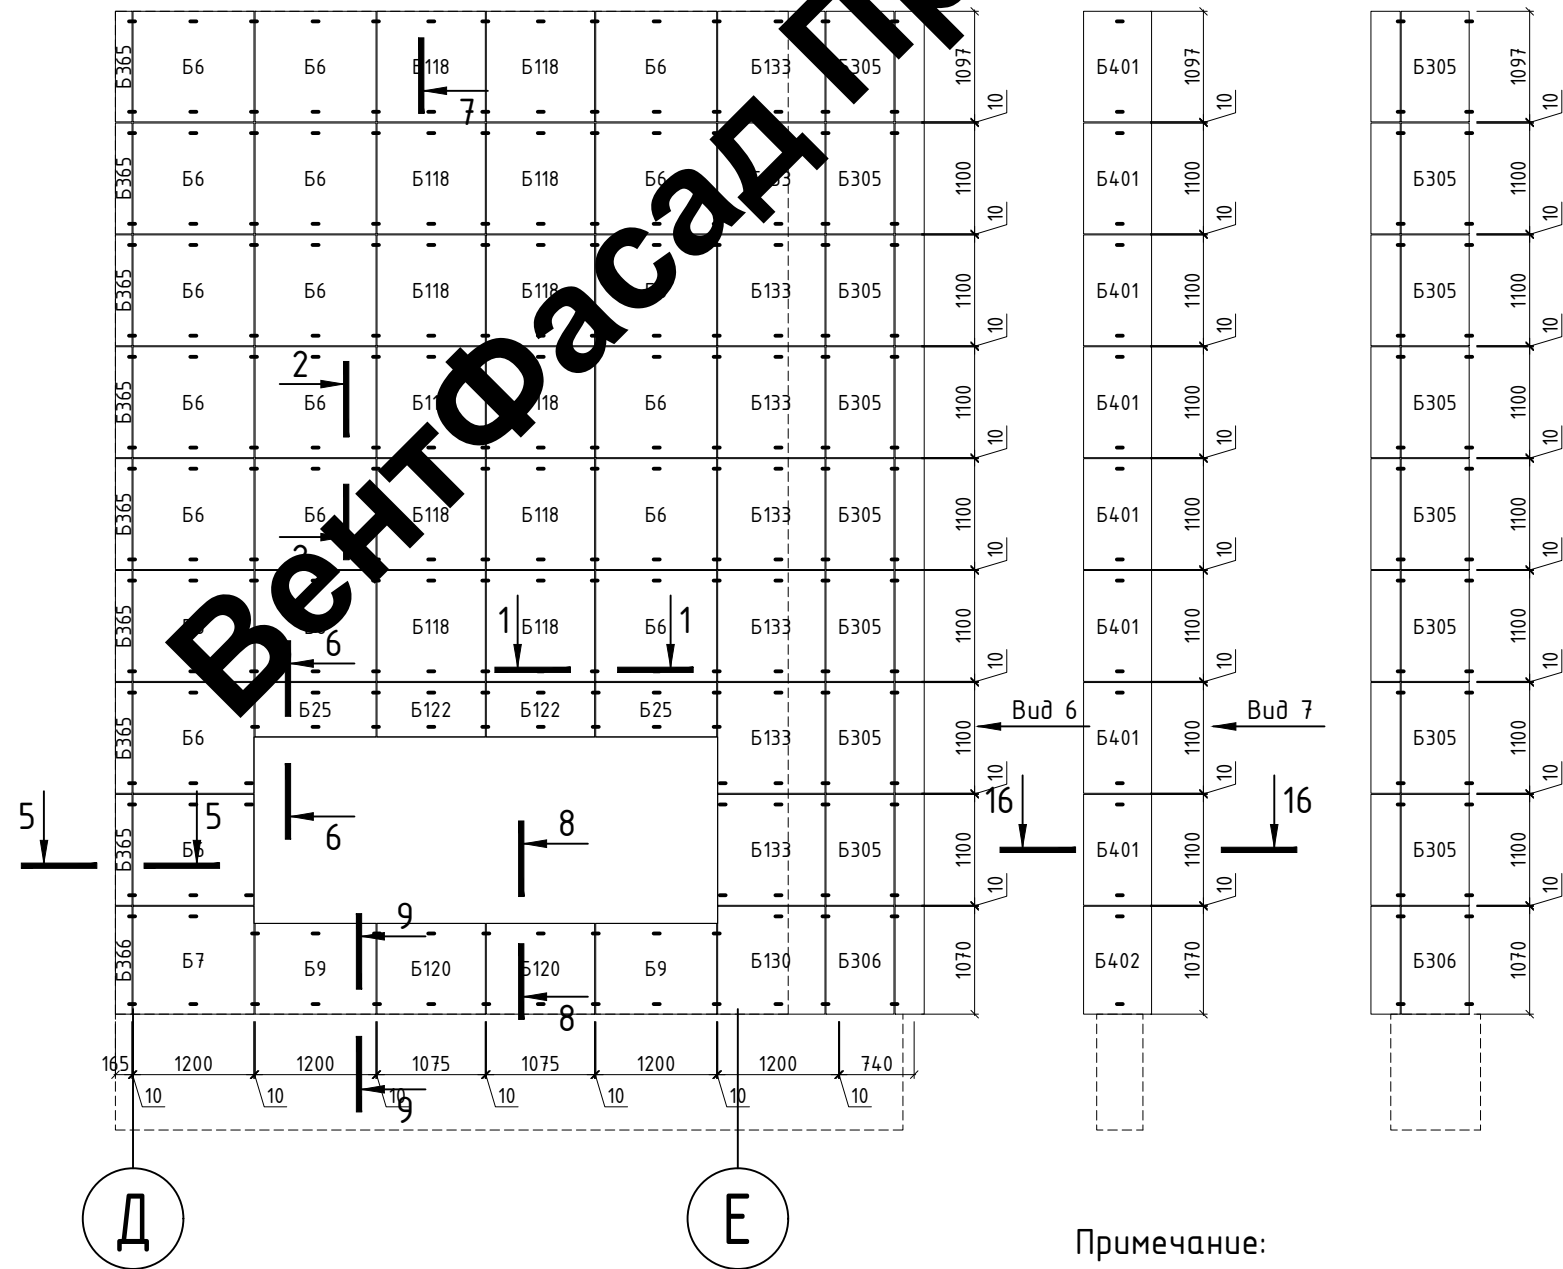 Б365 Б6 Б6 Б118 Б118 Б6 Б133 Б305 1097 10 Б401 1097 10 Б305 1097 10
7
Б365 Б6 Б6 Б118 Б118 Б6 Б305 1100 10 Б401 1100 10 Б305 1100 10
Б365 Б6 Б6 Б118 Б118 Б133 Б305 1100 10 Б401 1100 10 Б305 1100 10
2
Б365 Б6 Б6 Б6 Б133 Б305 1100 10 Б401 1100 10 Б305 1100 10
Б365 Б6 Б6 Б118 Б118 Б6 Б133 Б305 1100 10 Б401 1100 10 Б305 1100 10
2
Б365 Б118 Б118 Б6 Б133 Б305 1100 10 Б401 1100 10 Б305 1100 10
1 1
6
Б25 Б122 Б122 Б25
Вид 6 Вид 7
Б365 Б6 Б133 Б305 1100 10 Б401 1100 10 Б305 1100 10
5 5 6 8 16 16
Б365 Б6 Б133 Б305 1100 10 Б401 1100 10 Б305 1100 10
9
Б366 Б7 Б9 Б120 Б120 Б9 Б130 Б306 1070 Б402 1070 Б306 1070
8
165 1200 1200 1075 1075 1200 1200 740
10 10 10 10 10 10 10
9
Д Е
Примечание:
ВентФасад